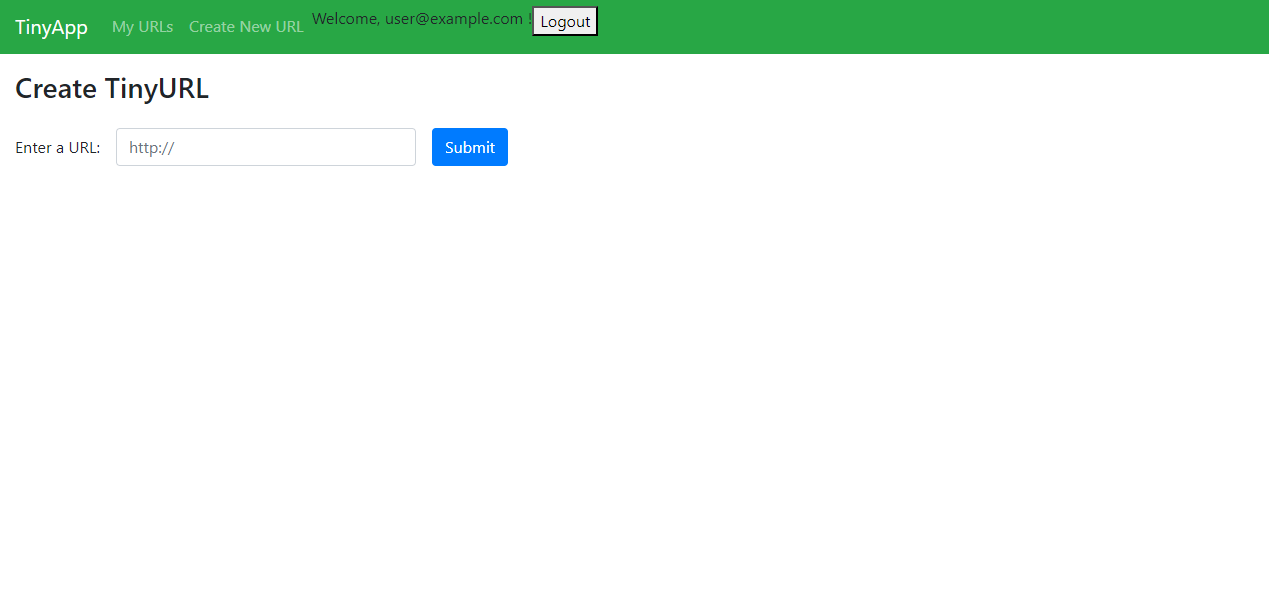 TinyApp My URLs Create New URL Welcome, user@example.com ! Logout
Create TinyURL
Enter a URL: http:// Submit